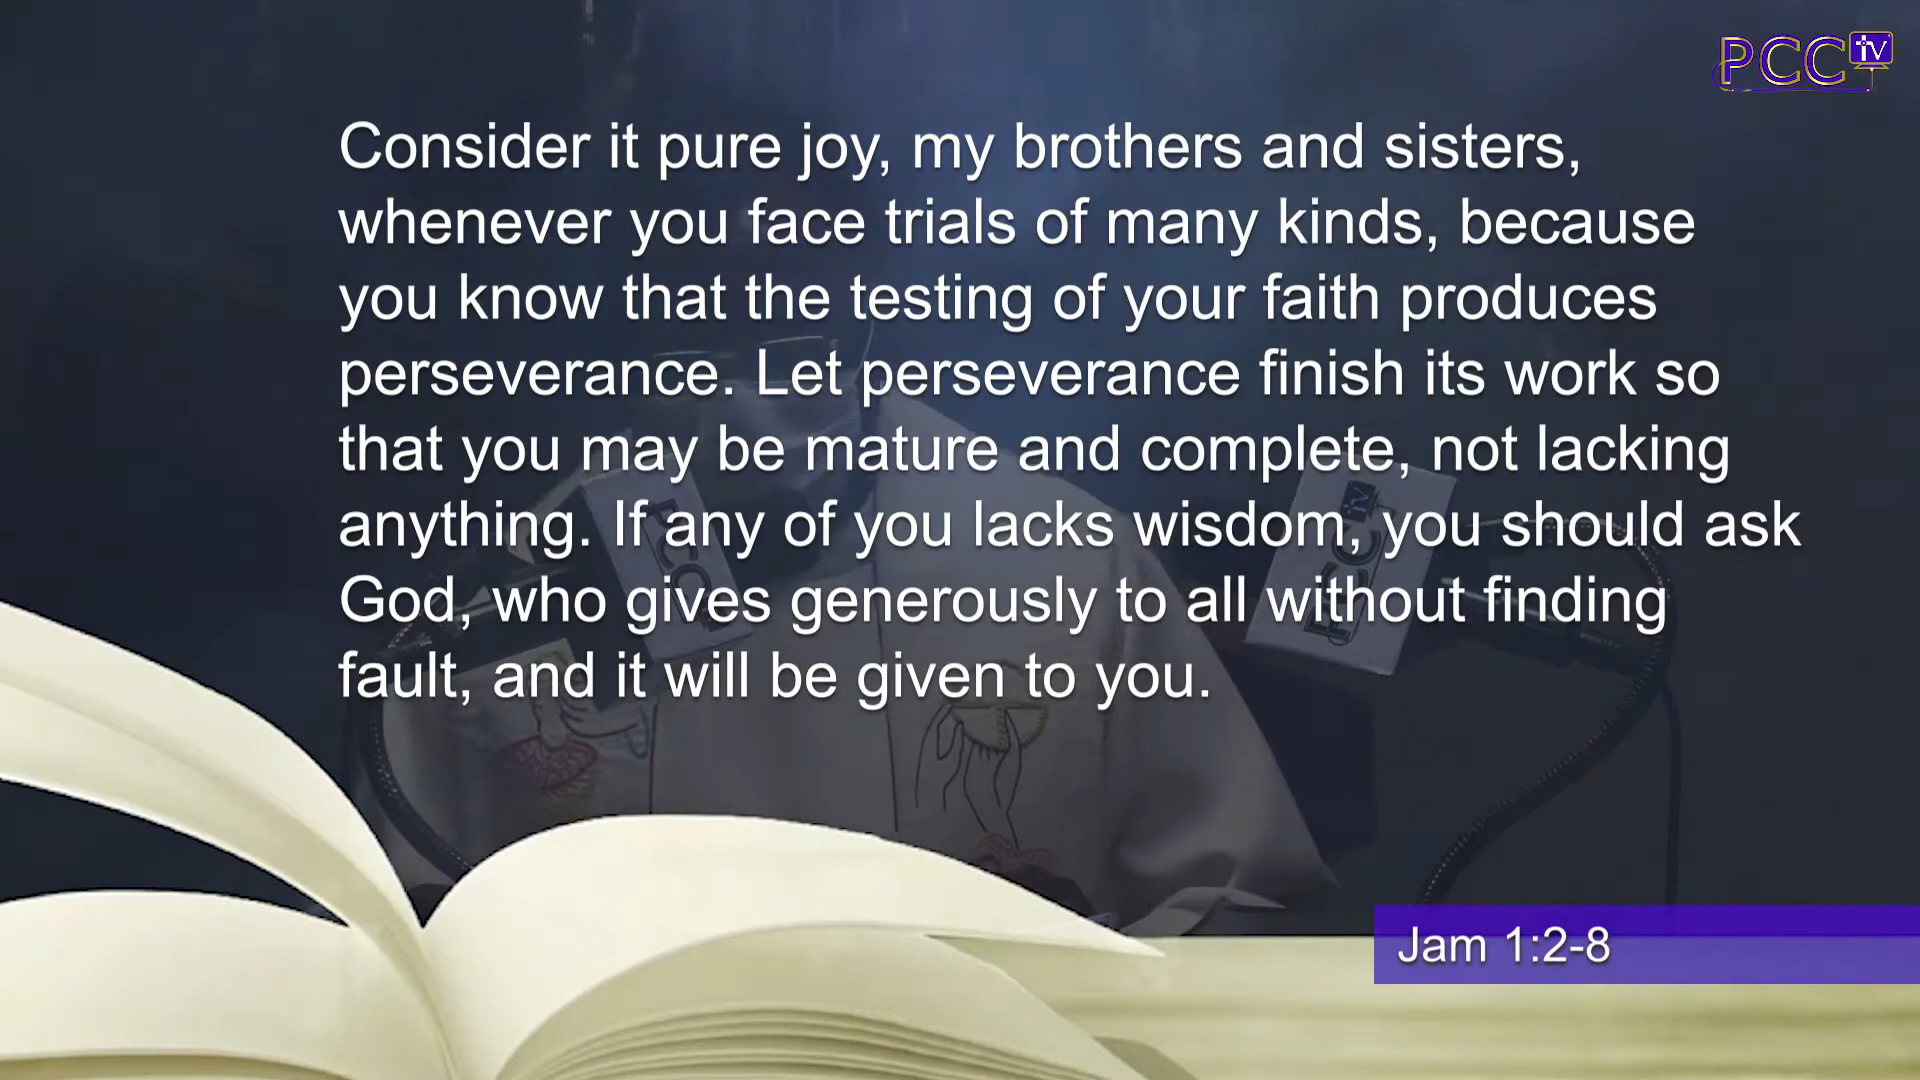 PCC tv
Consider it pure joy, my brothers and sisters,
whenever you face trials of many kinds, because
you know that the testing of your faith produces
perseverance. Let perseverance finish its work so
that you may be mature and complete, not lacking
anything. If any of you lacks wisdom, you should ask
God, who gives generously to all without finding
fault, and it will be given to you.
PCC tv
Jam 1:2-8